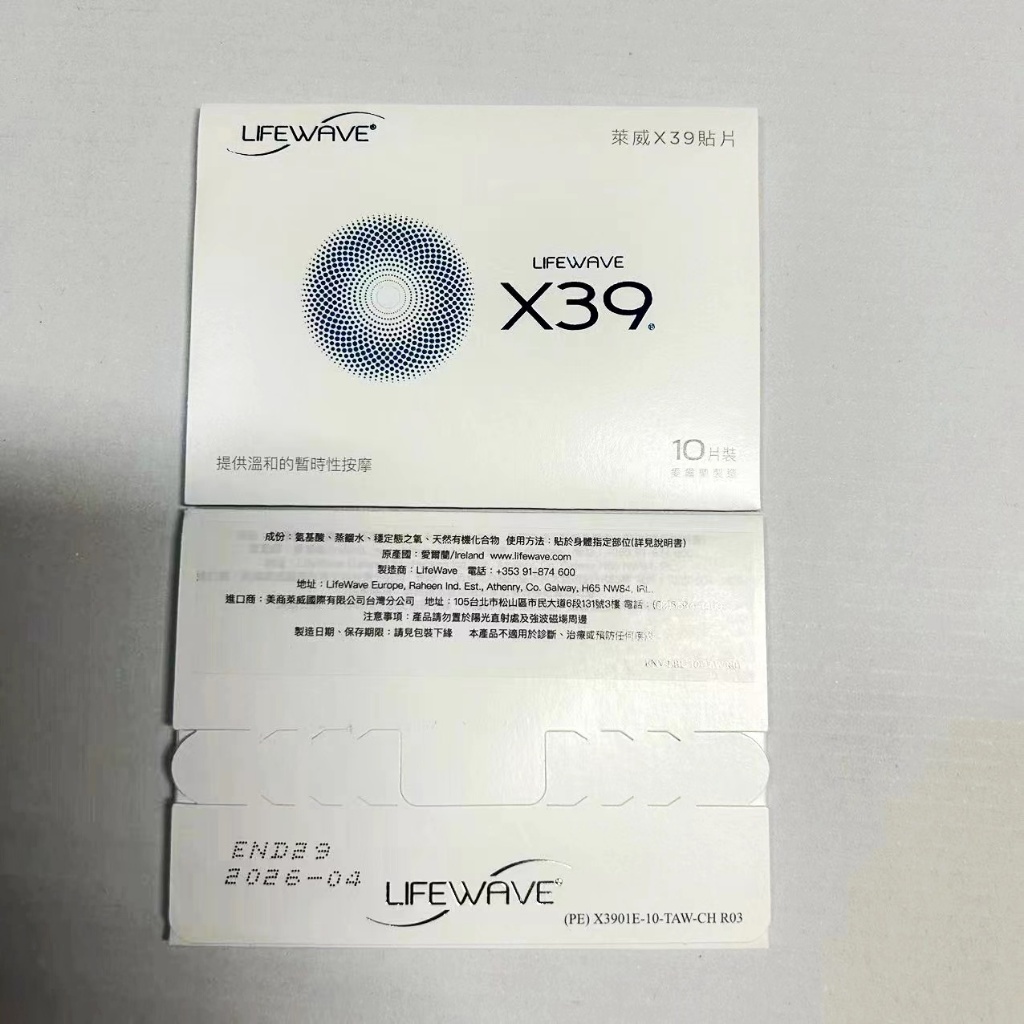 LIFEWAVE®
萊威X39貼片
LIFEWAVE
X39®
提供溫和的暫時性按摩
10片裝
愛爾蘭製造
成份：氨基酸、蒸餾水、穩定態之氧、天然有機化合物 使用方法：貼於身體指定部位(詳見說明書)
原產國：愛爾蘭/Ireland www.lifewave.com
製造商：LifeWave 電話：+353 91-874 600
地址：LifeWave Europe, Raheen Ind. Est., Athenry, Co. Galway, H65 NW64, IRL
進口商：美商萊威國際有限公司台灣分公司 地址：105台北市松山區市民大道6段131號3樓 電話：
注意事項：產品請勿置於陽光直射處及強波磁場周邊
製造日期、保存期限：請見包裝下緣 本產品不適用於診斷、治療或預防任何
END29
2026-04
LIFEWAVE®
(PE) X3901E-10-TAW-CH R03